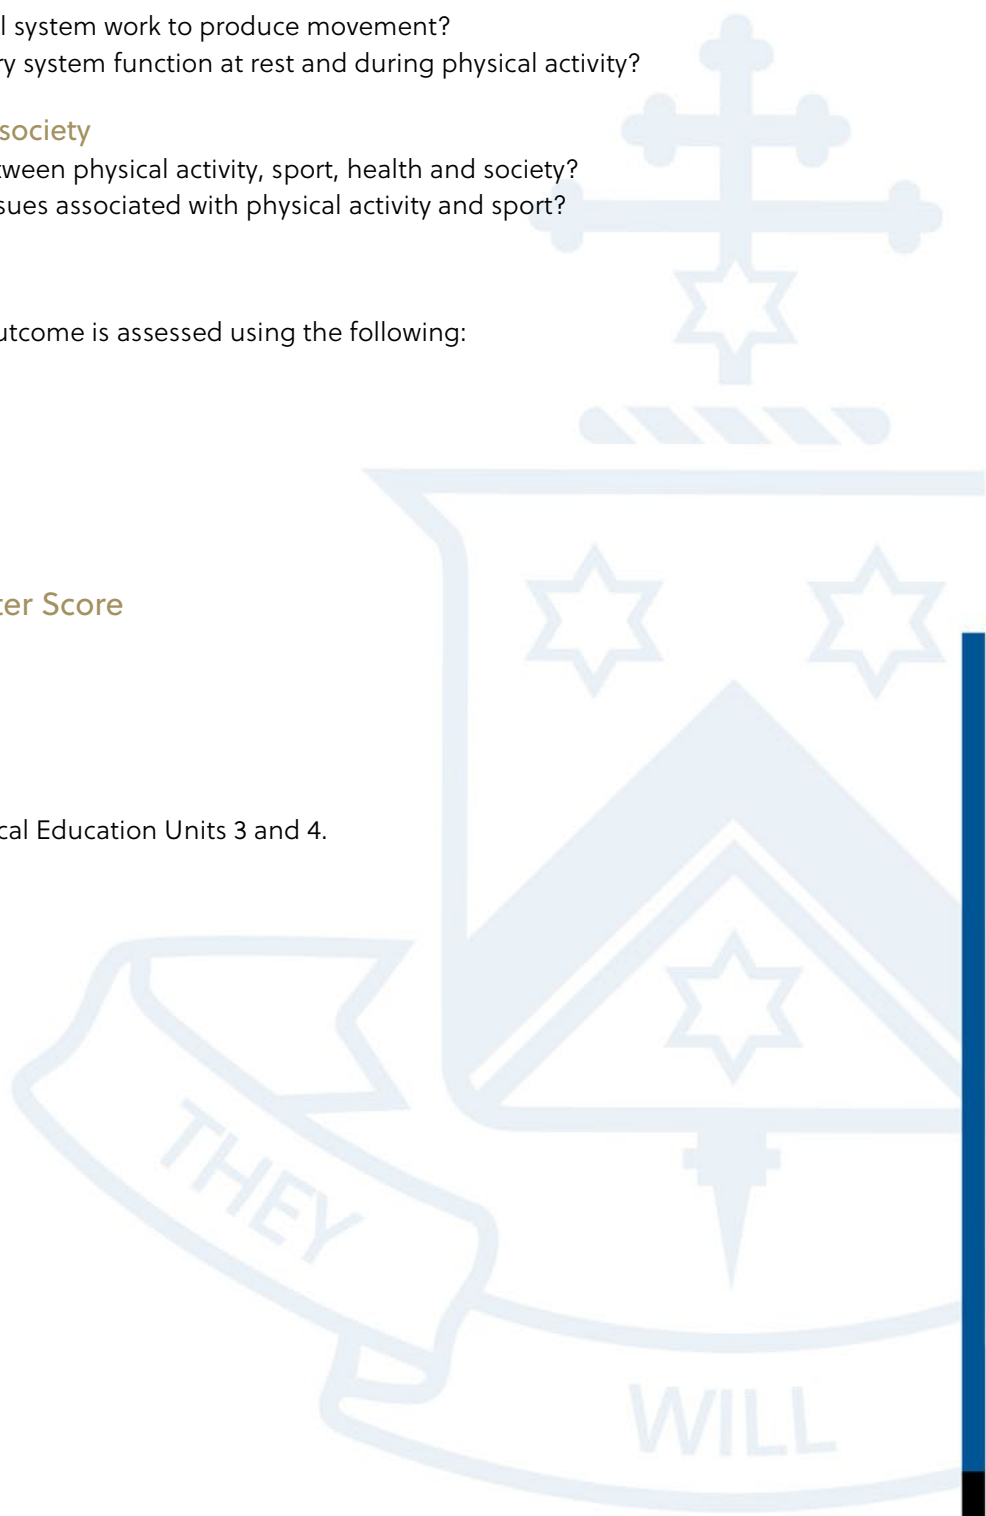 l system work to produce movement?
ry system function at rest and during physical activity?
society
tween physical activity, sport, health and society?
sues associated with physical activity and sport?
utcome is assessed using the following:
ter Score
cal Education Units 3 and 4.
THEY
WILL